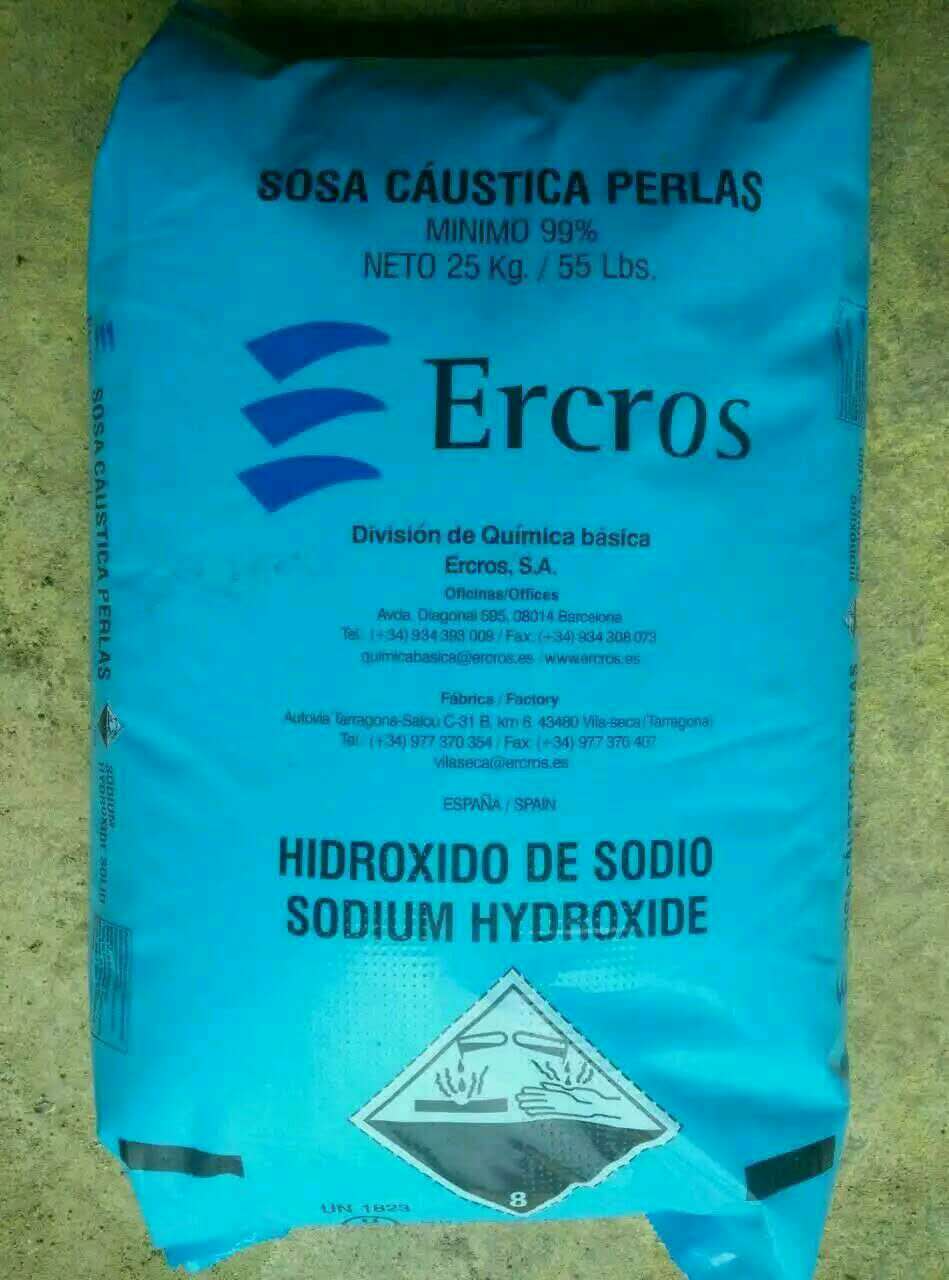 SOSA CÁUSTICA PERLAS
MINIMO 99%
NETO 25 Kg. / 55 Lbs.
Ercros
División de Química básica
Ercros, S.A.
Oficinas/Offices
Avda. Diagonal 595, 08014 Barcelona
Tel. (+34) 934 393 009 / Fax: (+34) 934 308 073
quimicabasica@ercros.es / www.ercros.es
Fábrica / Factory
Autovía Tarragona-Salou C-31 B, km 6. 43480 Vila-seca (Tarragona)
Tel. (+34) 977 370 354 / Fax: (+34) 977 370 407
vilaseca@ercros.es
ESPAÑA / SPAIN
HIDROXIDO DE SODIO
SODIUM HYDROXIDE
8
UN 1823
SOSA CAUSTICA PERLAS
SODIUM
HYDROXIDE SOLID